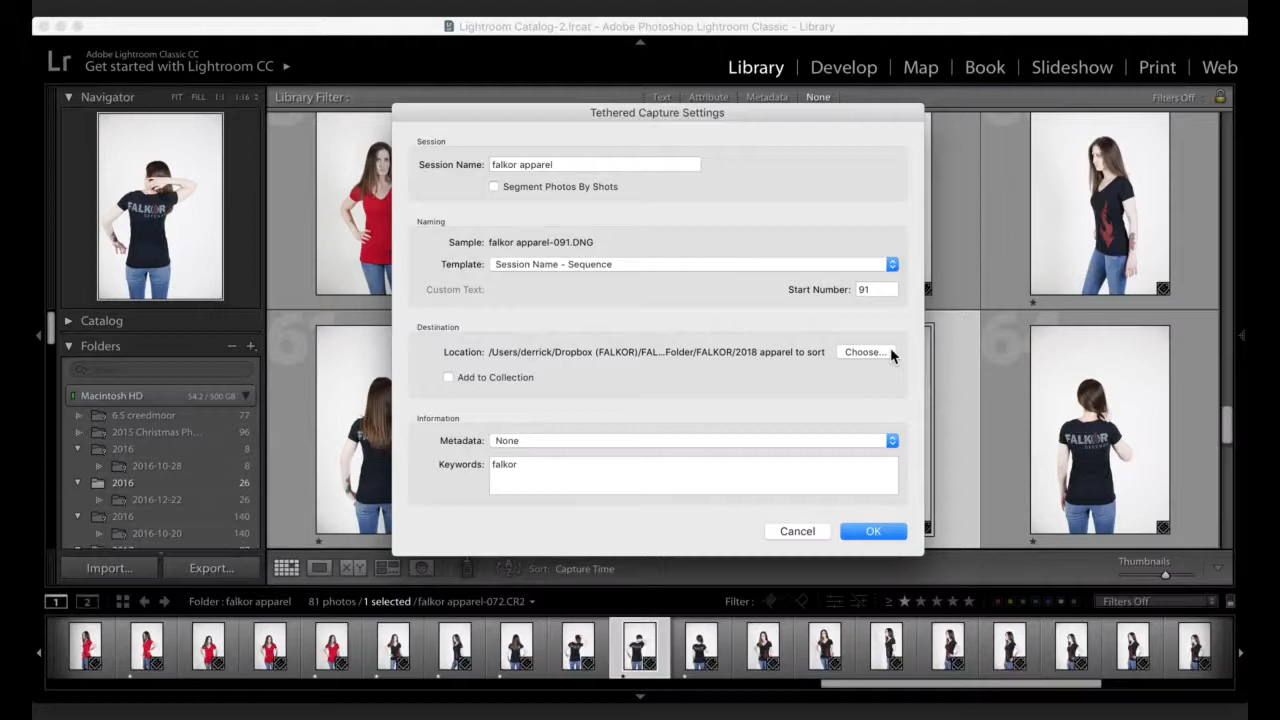 Lightroom Catalog-2.lrcat - Adobe Photoshop Lightroom Classic - Library
Lr
Adobe Lightroom Classic CC
Get started with Lightroom CC
Library | Develop | Map | Book | Slideshow | Print | Web
Navigator FIT FILL 1:1 1:16
Library Filter: Text Attribute Metadata None Filters Off
Tethered Capture Settings
Session
Session Name: falkor apparel
Segment Photos By Shots
Naming
Sample: falkor apparel-091.DNG
Template: Session Name - Sequence
Custom Text: Start Number: 91
Destination
Location: /Users/derrick/Dropbox (FALKOR)/FAL...Folder/FALKOR/2018 apparel to sort Choose...
Add to Collection
Information
Metadata: None
Keywords: falkor
Cancel OK
FALKOR
DEFENSE
Catalog
Folders
Macintosh HD 54.2 / 500 GB
6.5 creedmoor 77
2015 Christmas Ph... 96
2016 8
2016-10-28 8
2016 26
2016-12-22 26
2016 140
2016-10-20 140
FALKOR
Import... Export...
XY
Sort: Capture Time
Thumbnails
1 2 Folder : falkor apparel 81 photos / 1 selected / falkor apparel-072.CR2 Filter : ≥ Filters Off